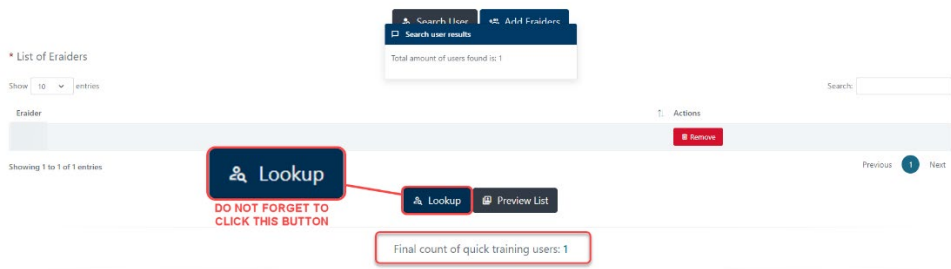 Search User Add Eraiders
Search user results
Total amount of users found is: 1
* List of Eraiders
Show 10 entries
Search:
Eraider Actions
Remove
Showing 1 to 1 of 1 entries
Previous 1 Next
Lookup
DO NOT FORGET TO
CLICK THIS BUTTON
Lookup Preview List
Final count of quick training users: 1